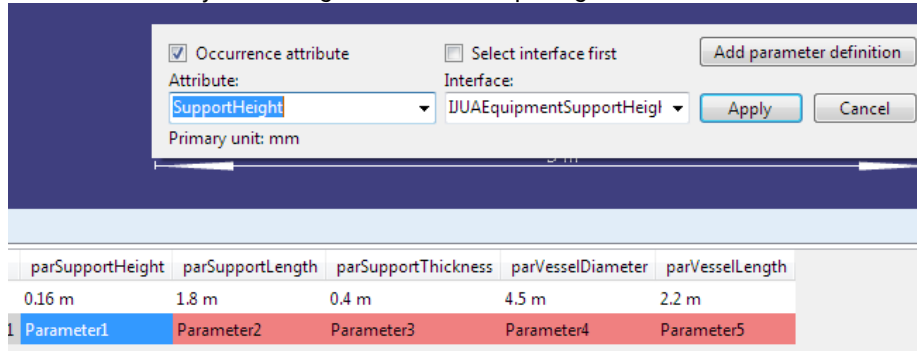 Occurrence attribute Select interface first Add parameter definition
Attribute: Interface:
SupportHeight IJUAEquipmentSupportHeigh Apply Cancel
Primary unit: mm
parSupportHeight parSupportLength parSupportThickness parVesselDiameter parVesselLength
0.16 m 1.8 m 0.4 m 4.5 m 2.2 m
1 Parameter1 Parameter2 Parameter3 Parameter4 Parameter5